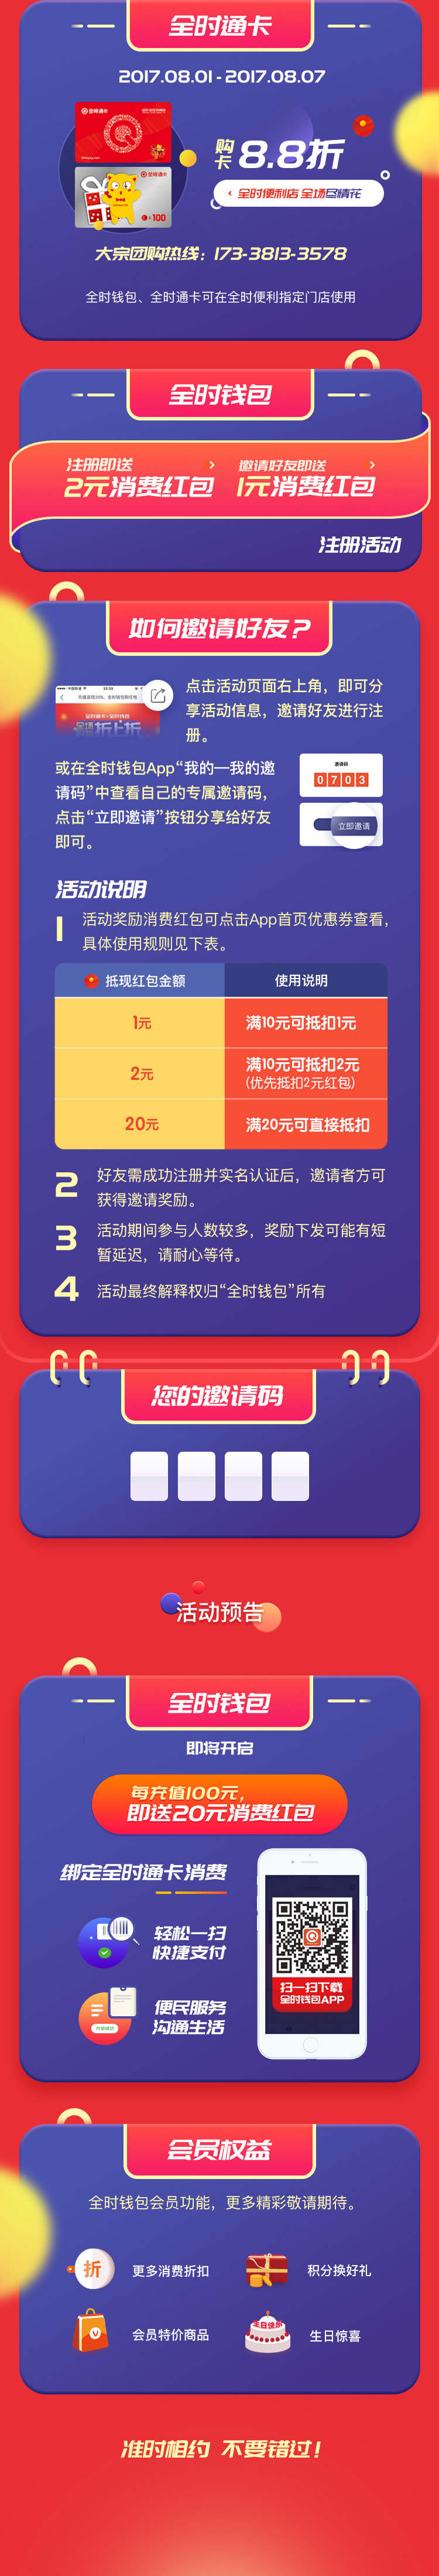 全时通卡
2017.08.01 - 2017.08.07
全时通卡
全时通卡
¥100
购卡 8.8折
全时便利店 全场尽情花
大宗团购热线：173-3813-3578
全时钱包、全时通卡可在全时便利指定门店使用
全时钱包
注册即送
2元消费红包
邀请好友即送
1元消费红包
注册活动
如何邀请好友？
点击活动页面右上角，即可分
享活动信息，邀请好友进行注
册。
或在全时钱包App“我的—我的邀
请码”中查看自己的专属邀请码，
点击“立即邀请”按钮分享给好友
即可。
邀请码
0703
立即邀请
活动说明
1 活动奖励消费红包可点击App首页优惠券查看，
具体使用规则见下表。
抵现红包金额 使用说明
1元 满10元可抵扣1元
2元 满10元可抵扣2元
(优先抵扣2元红包)
20元 满20元可直接抵扣
2 好友需成功注册并实名认证后，邀请者方可
获得邀请奖励。
3 活动期间参与人数较多，奖励下发可能有短
暂延迟，请耐心等待。
4 活动最终解释权归“全时钱包”所有
您的邀请码
活动预告
全时钱包
即将开启
每充值100元，
即送20元消费红包
绑定全时通卡消费
轻松一扫
快捷支付
便民服务
沟通生活
扫一扫下载
全时钱包APP
会员权益
全时钱包会员功能，更多精彩敬请期待。
折
更多消费折扣
积分换好礼
V
会员特价商品
生日快乐
生日惊喜
准时相约 不要错过！